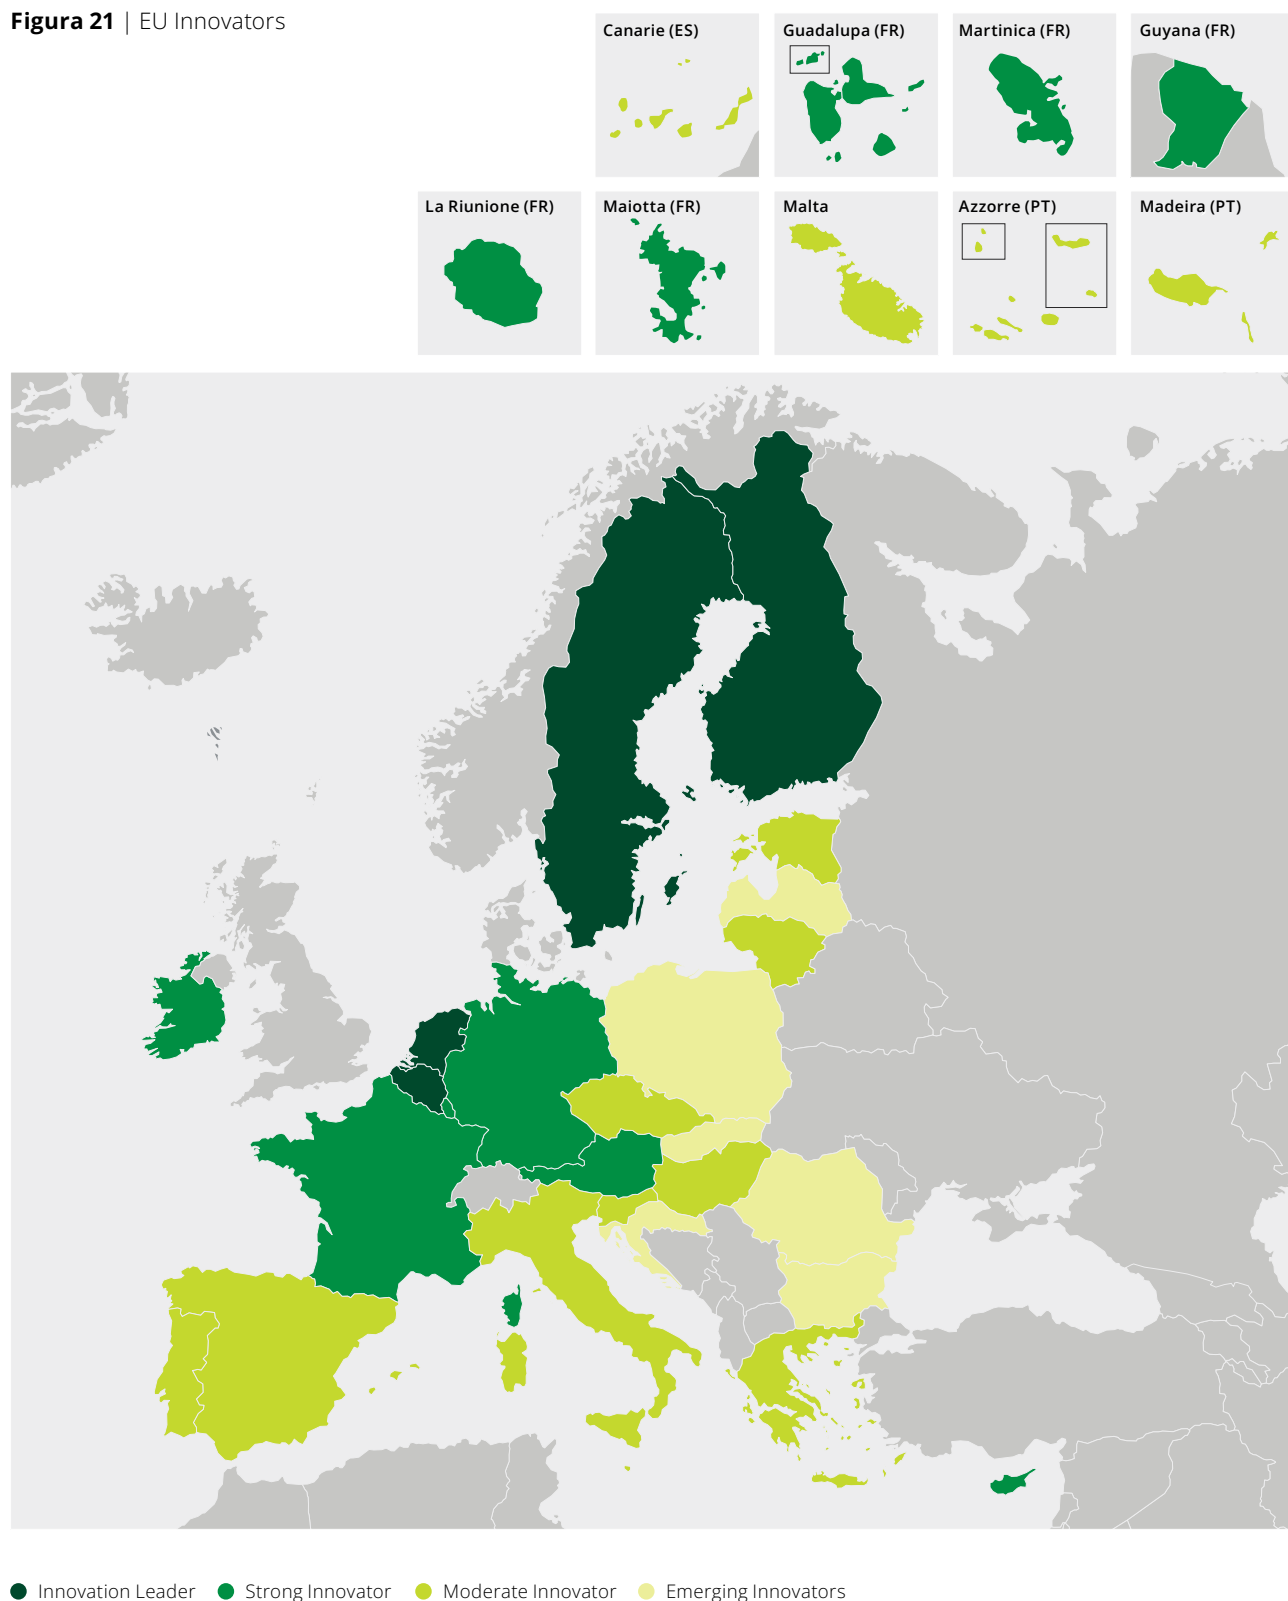 Figura 21 | EU Innovators
Canarie (ES)
Guadalupa (FR)
Martinica (FR)
Guyana (FR)
La Riunione (FR)
Maiotta (FR)
Malta
Azzorre (PT)
Madeira (PT)
Innovation Leader
Strong Innovator
Moderate Innovator
Emerging Innovators